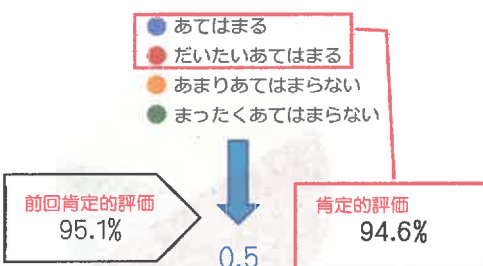 あてはまる
だいたいあてはまる
あまりあてはまらない
まったくあてはまらない
前回肯定的評価
95.1%
0.5
肯定的評価
94.6%